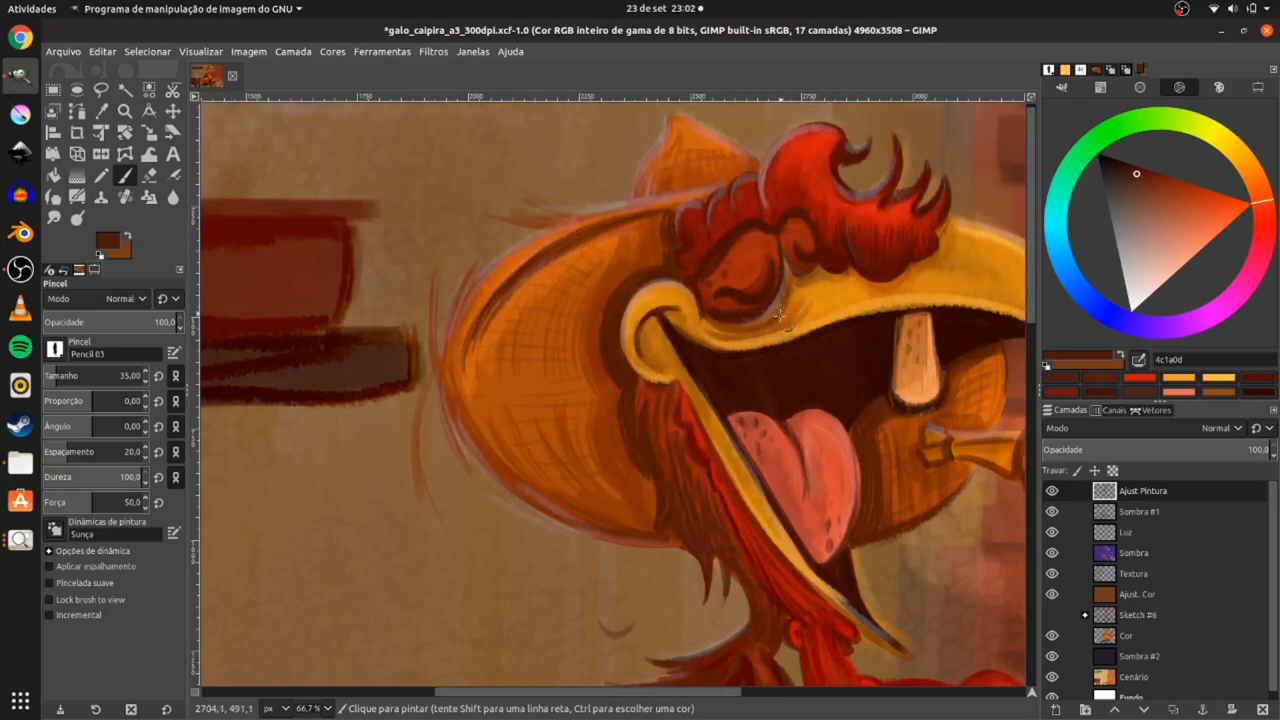 Atividades
Programa de manipulação de imagem do GNU
23 de set 23:02
*galo_caipira_a3_300dpi.xcf-1.0 (Cor RGB inteiro de gama de 8 bits, GIMP built-in sRGB, 17 camadas) 4960x3508 – GIMP
Arquivo Editar Selecionar Visualizar Imagem Camada Cores Ferramentas Filtros Janelas Ajuda
1500 1750 2000 2250 2500 2750 3000
Pincel
Modo Normal
Opacidade 100,0
Pincel
Pencil 03
Tamanho 35,00
Proporção 0,00
Ângulo 0,00
Espaçamento 20,0
Dureza 100,0
Força 50,0
Dinâmicas de pintura
Sunça
Opções de dinâmica
Aplicar espalhamento
Pincelada suave
Lock brush to view
Incremental
4c1a0d
Camadas Canais Vetores
Modo Normal
Opacidade 100,0
Travar:
Ajust Pintura
Sombra #1
Luz
Sombra
Textura
Ajust. Cor
Sketch #6
Cor
Sombra #2
Cenário
Fundo
2704,1, 491,1 px 66,7% Clique para pintar (tente Shift para uma linha reta, Ctrl para escolher uma cor)